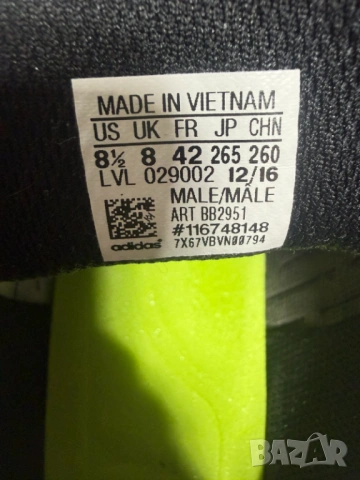 MADE IN VIETNAM
US UK FR JP CHN
8½ 8 42 265 260
LVL 029002 12/16
MALE/MÂLE
ART BB2951
#116748148
adidas 7X67VBVN00794
BAZAR